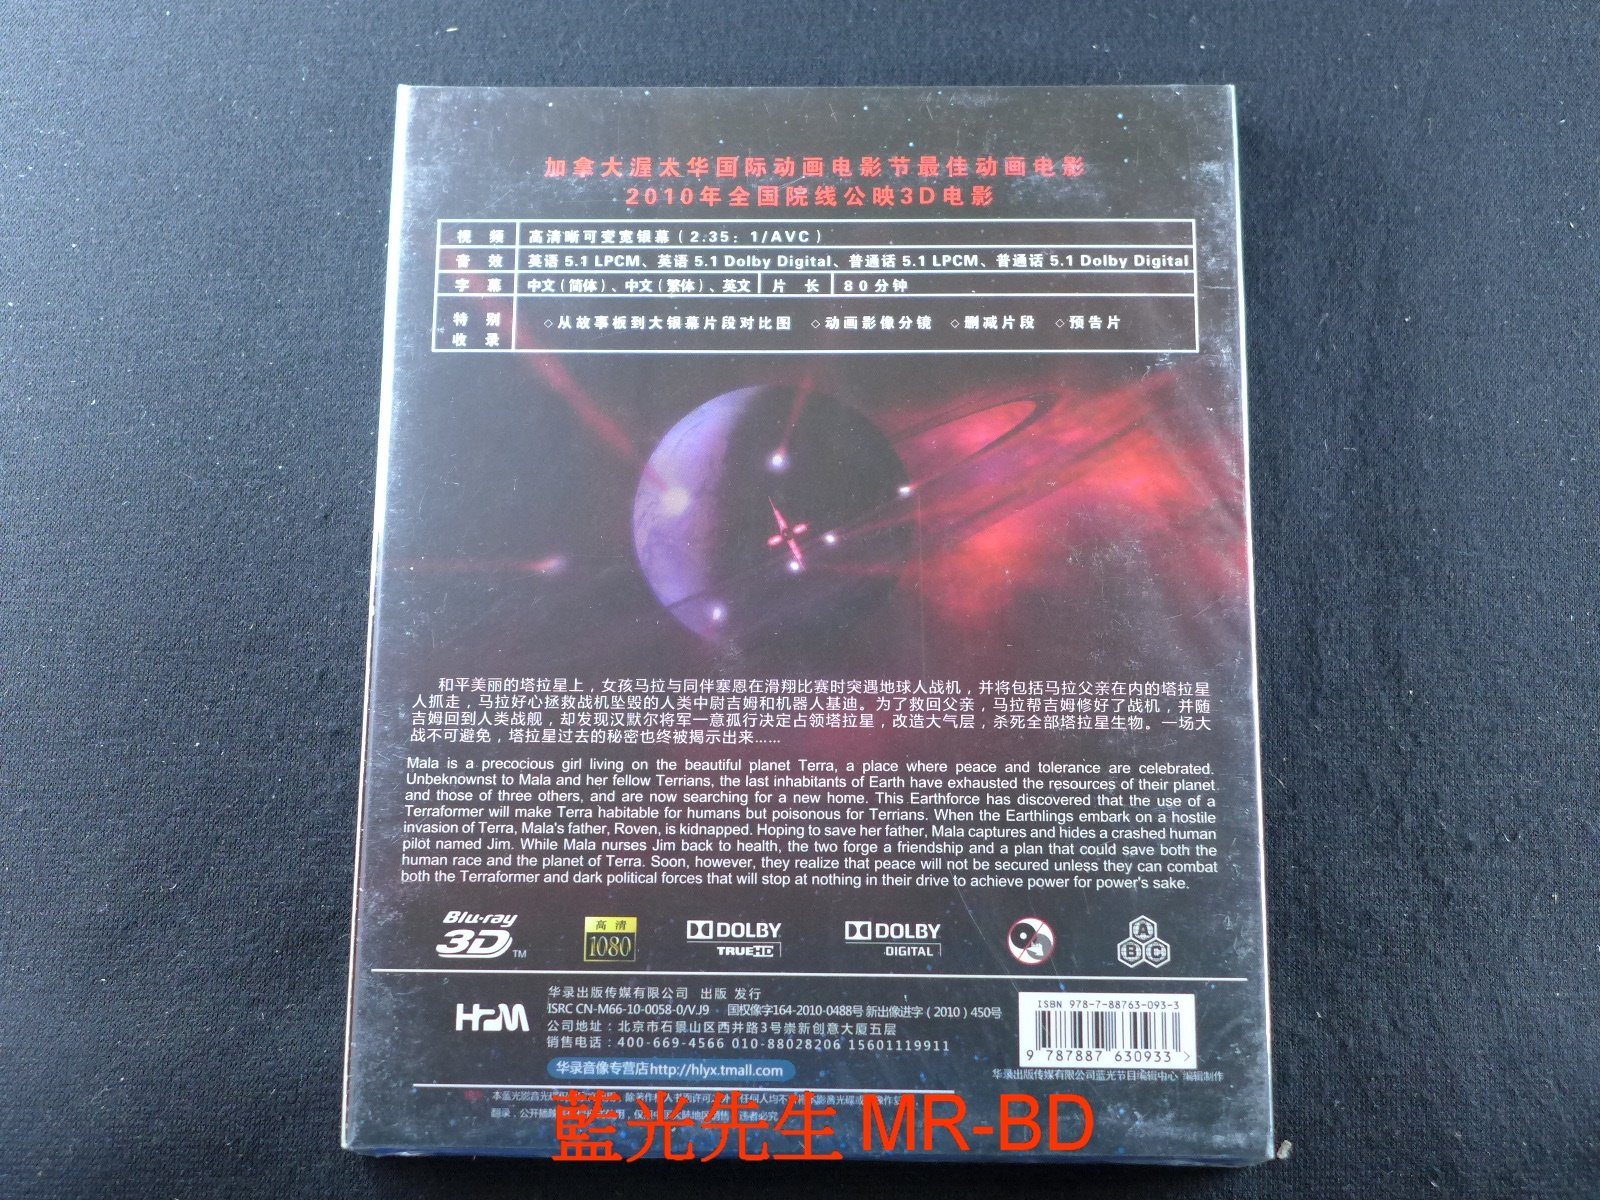 加拿大渥太华国际动画电影节最佳动画电影
2010年全国院线公映3D电影
视 频 高清晰可变宽银幕（2.35：1/AVC）
音 效 英语 5.1 LPCM、英语 5.1 Dolby Digital、普通话 5.1 LPCM、普通话 5.1 Dolby Digital
字 幕 中文（简体）、中文（繁体）、英文 片 长 80分钟
特 别
收 录
◇从故事板到大银幕片段对比图 ◇动画影像分镜 ◇删减片段 ◇预告片
和平美丽的塔拉星上，女孩马拉与同伴塞恩在滑翔比赛时突遇地球人战机，并将包括马拉父亲在内的塔拉星
人抓走，马拉好心拯救战机坠毁的人类中尉吉姆和机器人基迪。为了救回父亲，马拉帮吉姆修好了战机，并随
吉姆回到人类战舰，却发现汉默尔将军一意孤行决定占领塔拉星，改造大气层，杀死全部塔拉星生物。一场大
战不可避免，塔拉星过去的秘密也终被揭示出来......
Mala is a precocious girl living on the beautiful planet Terra, a place where peace and tolerance are celebrated.
Unbeknownst to Mala and her fellow Terrians, the last inhabitants of Earth have exhausted the resources of their planet
and those of three others, and are now searching for a new home. This Earthforce has discovered that the use of a
Terraformer will make Terra habitable for humans but poisonous for Terrians. When the Earthlings embark on a hostile
invasion of Terra, Mala's father, Roven, is kidnapped. Hoping to save her father, Mala captures and hides a crashed human
pilot named Jim. While Mala nurses Jim back to health, the two forge a friendship and a plan that could save both the
human race and the planet of Terra. Soon, however, they realize that peace will not be secured unless they can combat
both the Terraformer and dark political forces that will stop at nothing in their drive to achieve power for power's sake.
Blu-ray
3D™
高清
1080
DOLBY
TRUEHD
DOLBY
DIGITAL
A
B C
华录出版传媒有限公司 出版 发行
ISRC CN-M66-10-0058-0/V.J9 国权像字164-2010-0488号 新出像进字（2010）450号
公司地址：北京市石景山区西井路3号崇新创意大厦五层
销售电话：400-669-4566 010-88028206 15601119911
华录音像专营店http://hlyx.tmall.com
ISBN 978-7-88763-093-3
9 787887 630933
华录出版传媒有限公司蓝光节目编辑中心 编辑制作
本蓝光影音光碟
除著作权人书面许可
任何人均不
翻录，公开播映
藍光先生 MR-BD